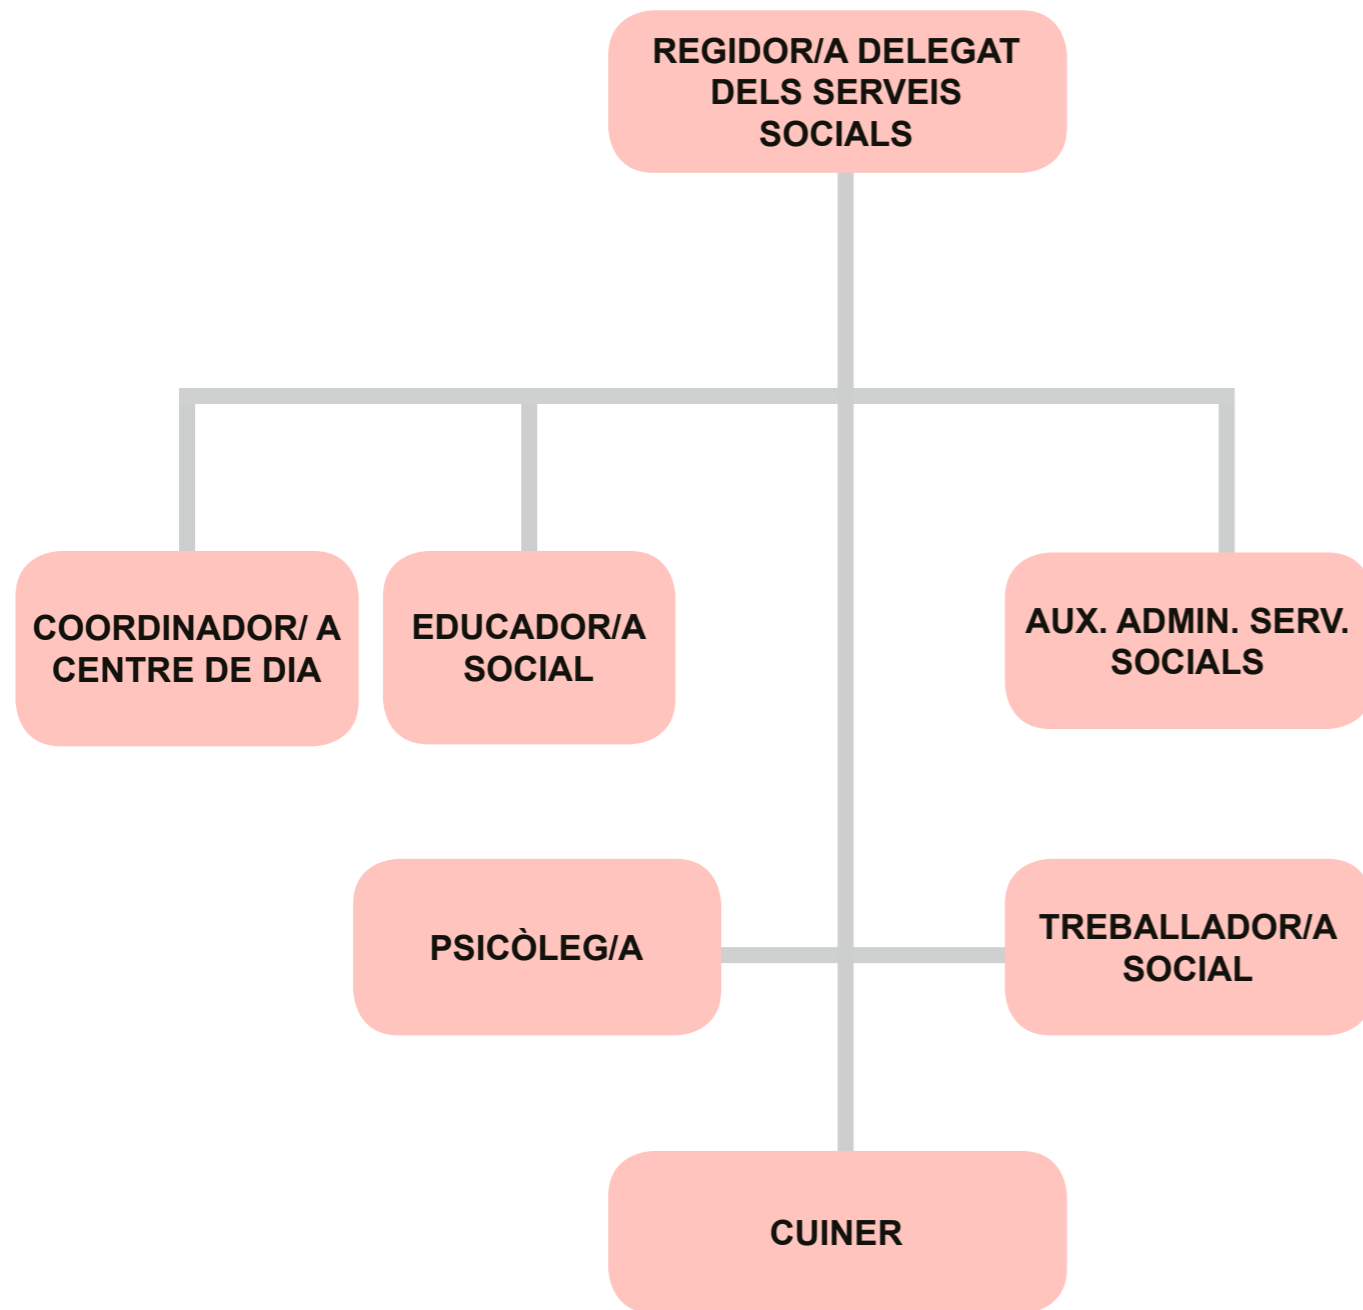 REGIDOR/A DELEGAT
DELS SERVEIS
SOCIALS
COORDINADOR/ A
CENTRE DE DIA
EDUCADOR/A
SOCIAL
AUX. ADMIN. SERV.
SOCIALS
PSICÒLEG/A
TREBALLADOR/A
SOCIAL
CUINER